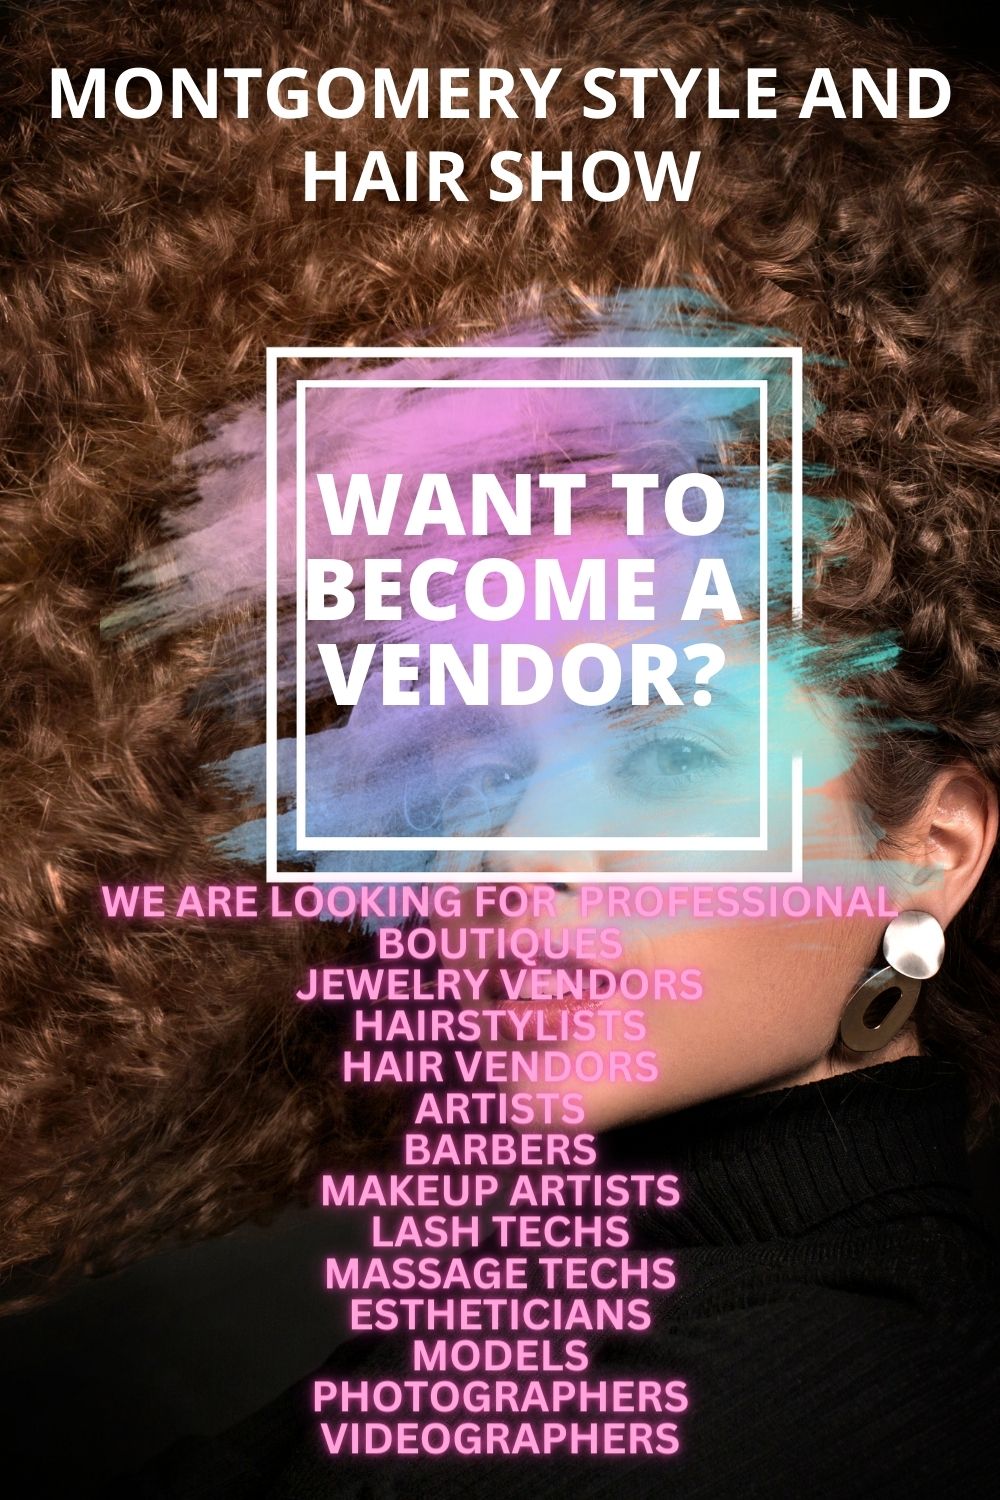 MONTGOMERY STYLE AND
HAIR SHOW
WANT TO
BECOME A
VENDOR?
WE ARE LOOKING FOR PROFESSIONAL
BOUTIQUES
JEWELRY VENDORS
HAIRSTYLISTS
HAIR VENDORS
ARTISTS
BARBERS
MAKEUP ARTISTS
LASH TECHS
MASSAGE TECHS
ESTHETICIANS
MODELS
PHOTOGRAPHERS
VIDEOGRAPHERS